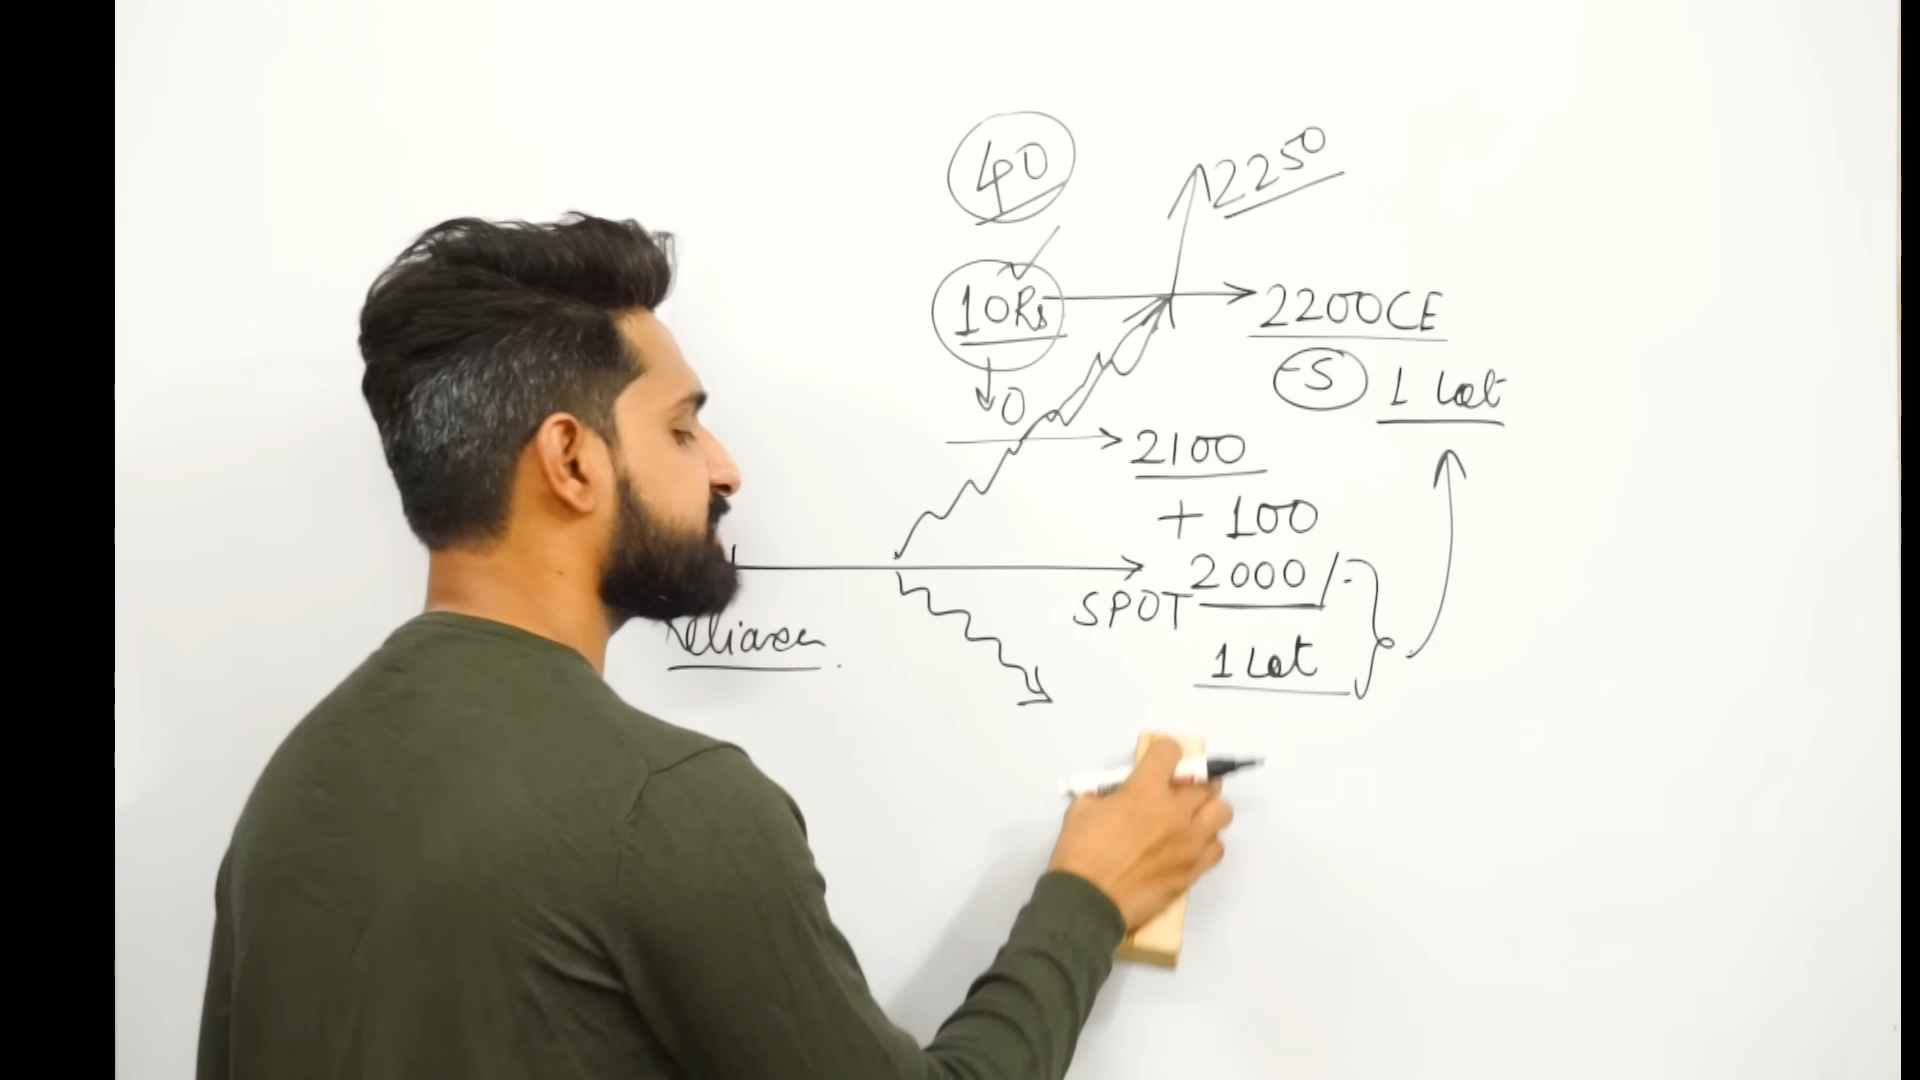 40
2250
10Rs
2200CE
S 1 Lot
0
2100
+ 100
2000/-
SPOT
Reliance
1 Lot